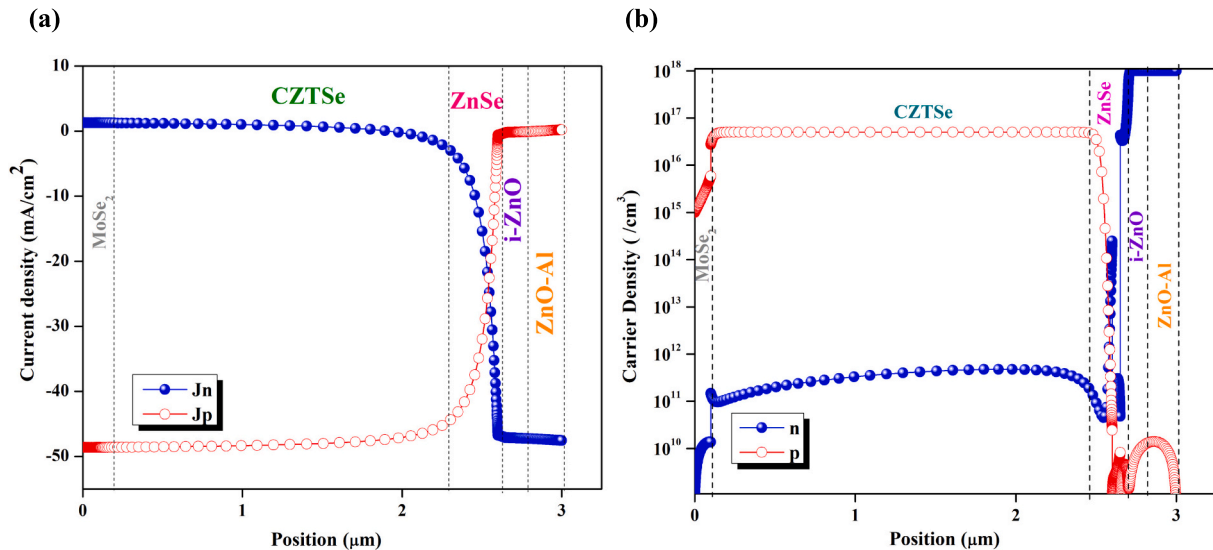 (a)
10
0
-10
-20
-30
-40
-50
Current density (mA/cm²)
0
1
2
3
Position (μm)
MoSe₂
CZTSe
ZnSe
i-ZnO
ZnO-Al
Jn
Jp
(b)
10¹⁸
10¹⁷
10¹⁶
10¹⁵
10¹⁴
10¹³
10¹²
10¹¹
10¹⁰
Carrier Density ( /cm³)
0
1
2
3
Position (μm)
MoSe₂
CZTSe
ZnSe
i-ZnO
ZnO-Al
n
p